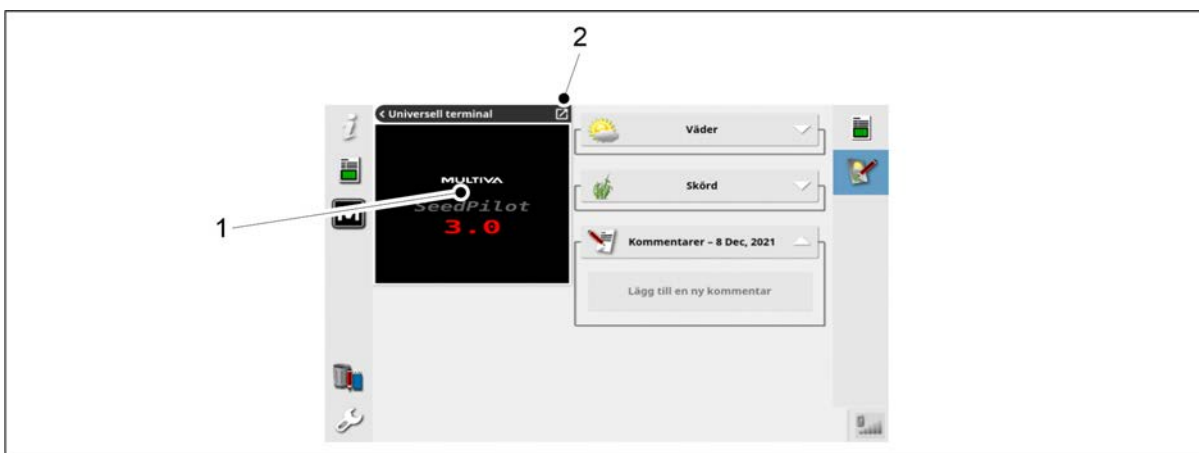 2
< Universell terminal
MULTIVA
SeedPilot
3.0
1
M
Väder
Skörd
Kommentarer – 8 Dec, 2021
Lägg till en ny kommentar